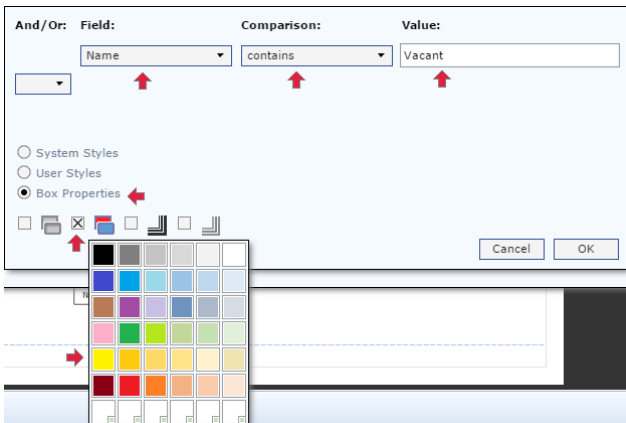 And/Or: Field: Comparison: Value:
Name contains Vacant
System Styles
User Styles
Box Properties
Cancel OK